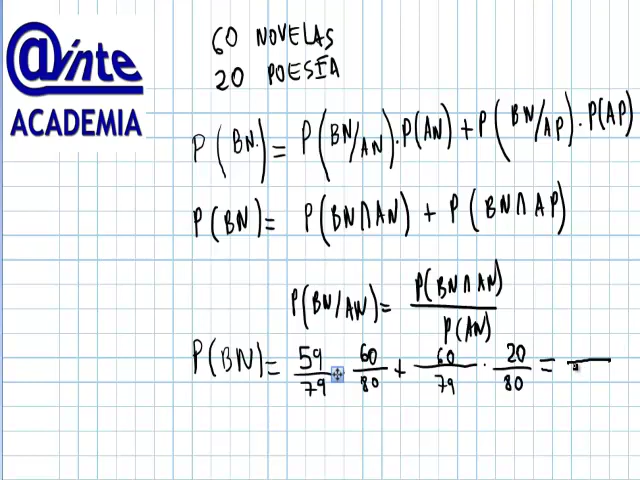 @vinte
ACADEMIA
60 NOVELAS
20 POESÍA
P(BN) = P(BN/AN)·P(AN) + P(BN/AP)·P(AP)
P(BN) = P(BN∩AN) + P(BN∩AP)
P(BN/AN) = P(BN∩AN)/P(AN)
P(BN) = 59/79 60/80 + 60/79 · 20/80 =